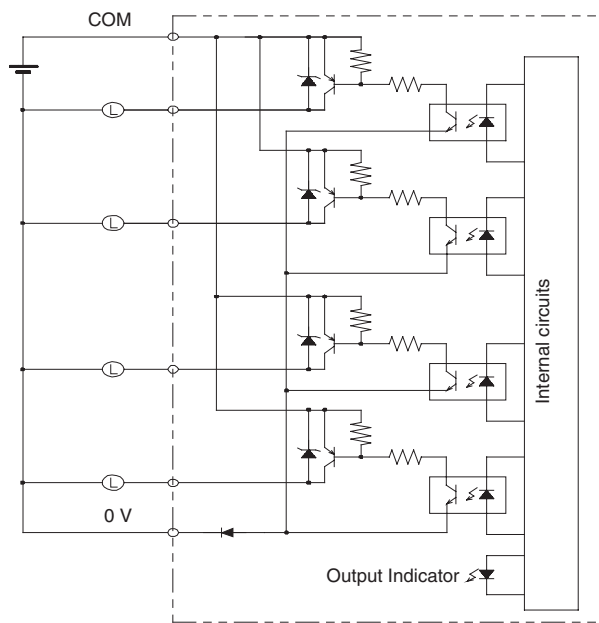 COM
L
L
L
L
0 V
Internal circuits
Output Indicator